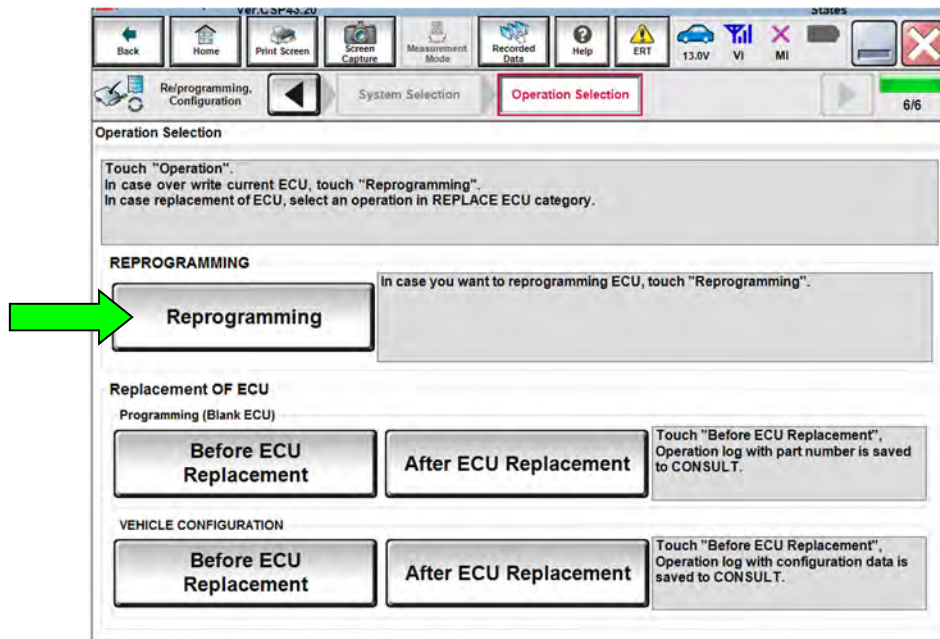 Ver.CSP43.20
States
Back
Home
Print Screen
Screen
Capture
Measurement
Mode
Recorded
Data
Help
ERT
13.0V
VI
MI
Re/programming,
Configuration
System Selection
Operation Selection
6/6
Operation Selection
Touch "Operation".
In case over write current ECU, touch "Reprogramming".
In case replacement of ECU, select an operation in REPLACE ECU category.
REPROGRAMMING
Reprogramming
In case you want to reprogramming ECU, touch "Reprogramming".
Replacement OF ECU
Programming (Blank ECU)
Before ECU
Replacement
After ECU Replacement
Touch "Before ECU Replacement",
Operation log with part number is saved
to CONSULT.
VEHICLE CONFIGURATION
Before ECU
Replacement
After ECU Replacement
Touch "Before ECU Replacement",
Operation log with configuration data is
saved to CONSULT.